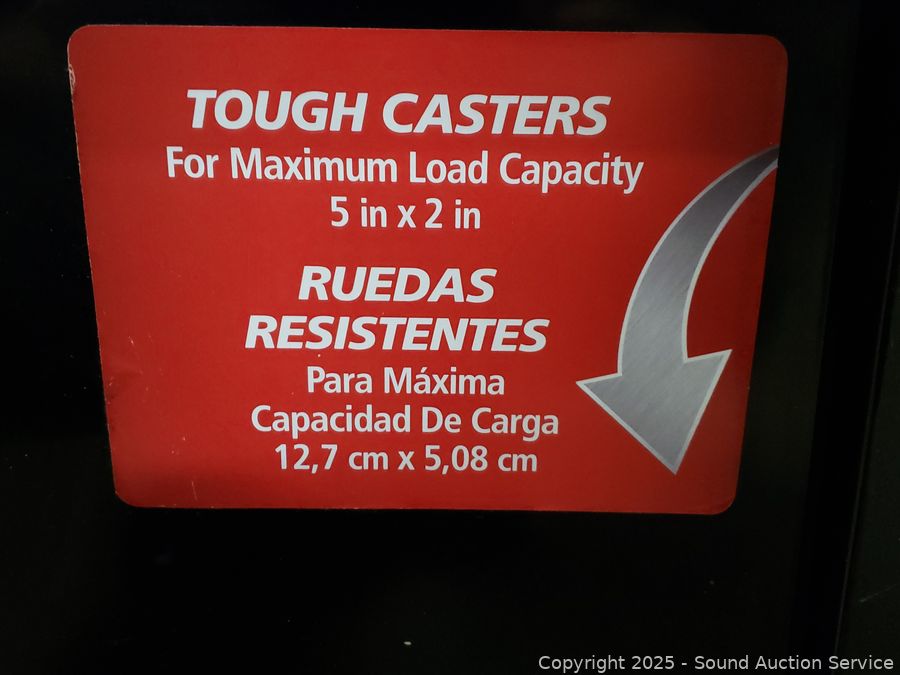 TOUGH CASTERS
For Maximum Load Capacity
5 in x 2 in
RUEDAS
RESISTENTES
Para Máxima
Capacidad De Carga
12,7 cm x 5,08 cm
Copyright 2025 - Sound Auction Service